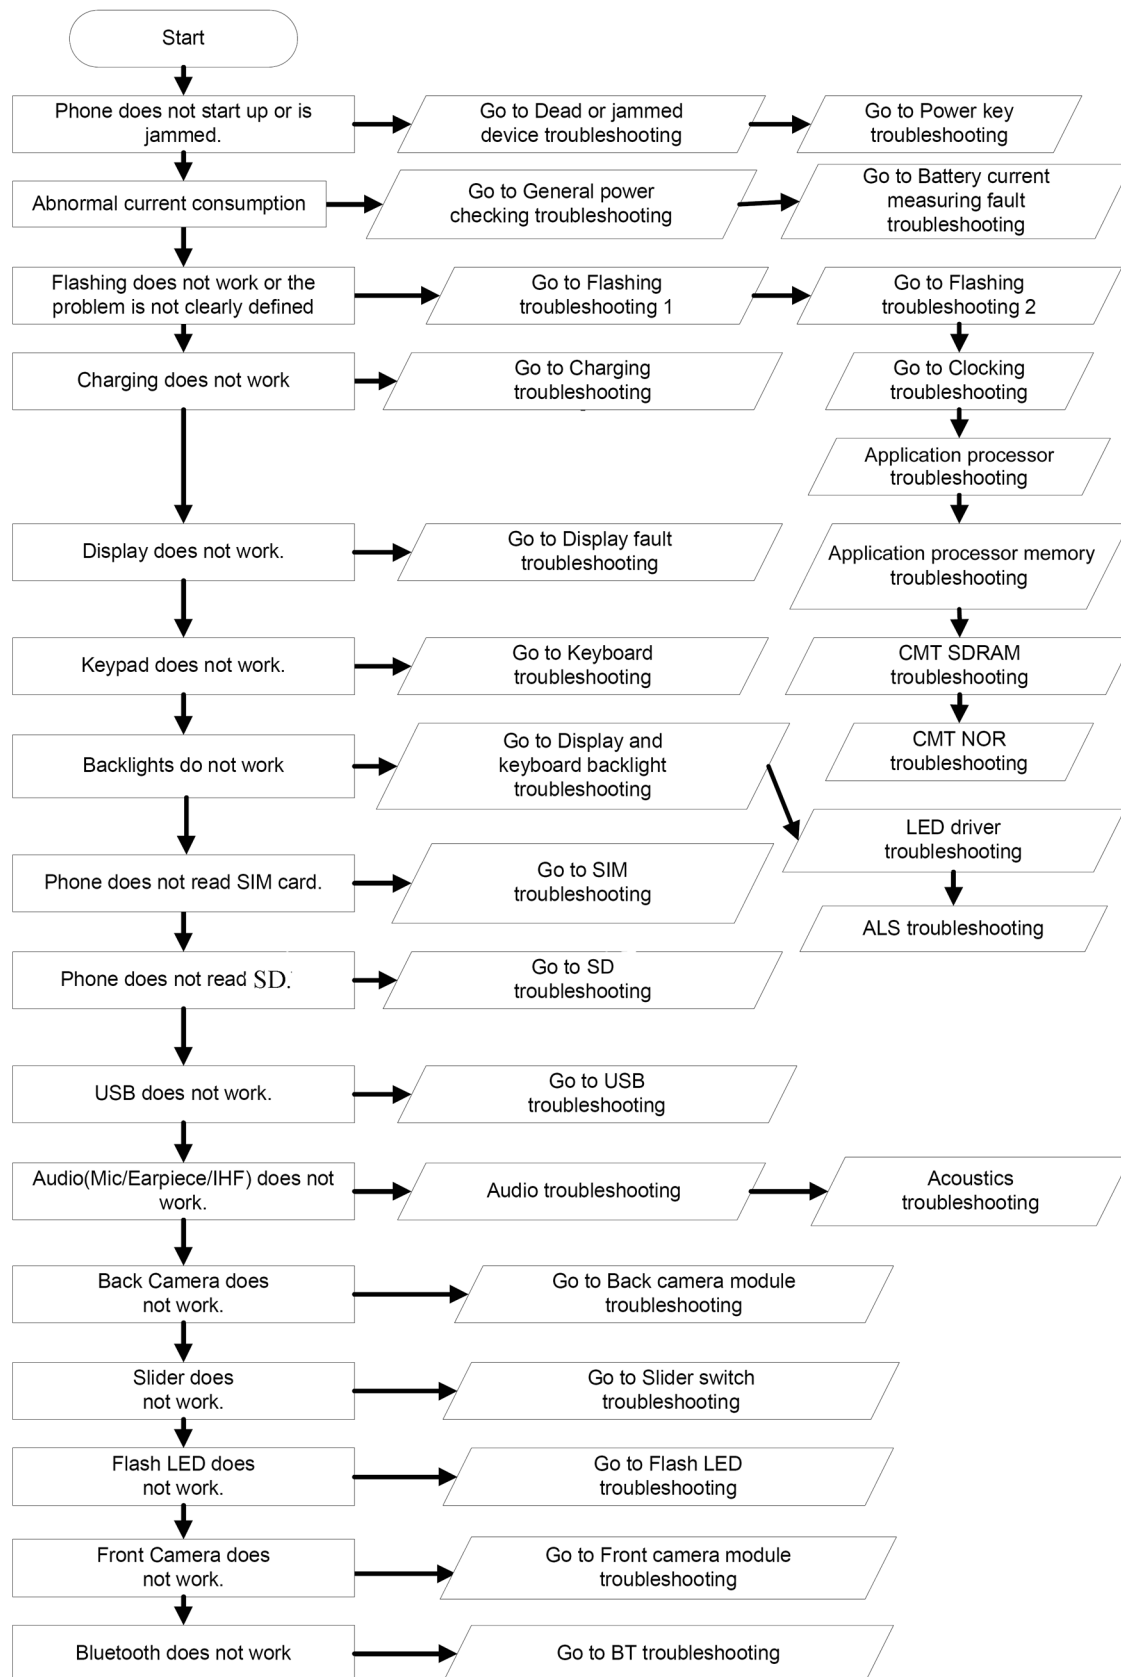 Start
Phone does not start up or is
jammed.
Go to Dead or jammed
device troubleshooting
Go to Power key
troubleshooting
Abnormal current consumption
Go to General power
checking troubleshooting
Go to Battery current
measuring fault
troubleshooting
Flashing does not work or the
problem is not clearly defined
Go to Flashing
troubleshooting 1
Go to Flashing
troubleshooting 2
Charging does not work
Go to Charging
troubleshooting
Go to Clocking
troubleshooting
Application processor
troubleshooting
Display does not work.
Go to Display fault
troubleshooting
Application processor memory
troubleshooting
Keypad does not work.
Go to Keyboard
troubleshooting
CMT SDRAM
troubleshooting
Backlights do not work
Go to Display and
keyboard backlight
troubleshooting
CMT NOR
troubleshooting
LED driver
troubleshooting
Phone does not read SIM card.
Go to SIM
troubleshooting
ALS troubleshooting
Phone does not read SD.
Go to SD
troubleshooting
USB does not work.
Go to USB
troubleshooting
Audio(Mic/Earpiece/IHF) does not
work.
Audio troubleshooting
Acoustics
troubleshooting
Back Camera does
not work.
Go to Back camera module
troubleshooting
Slider does
not work.
Go to Slider switch
troubleshooting
Flash LED does
not work.
Go to Flash LED
troubleshooting
Front Camera does
not work.
Go to Front camera module
troubleshooting
Bluetooth does not work
Go to BT troubleshooting